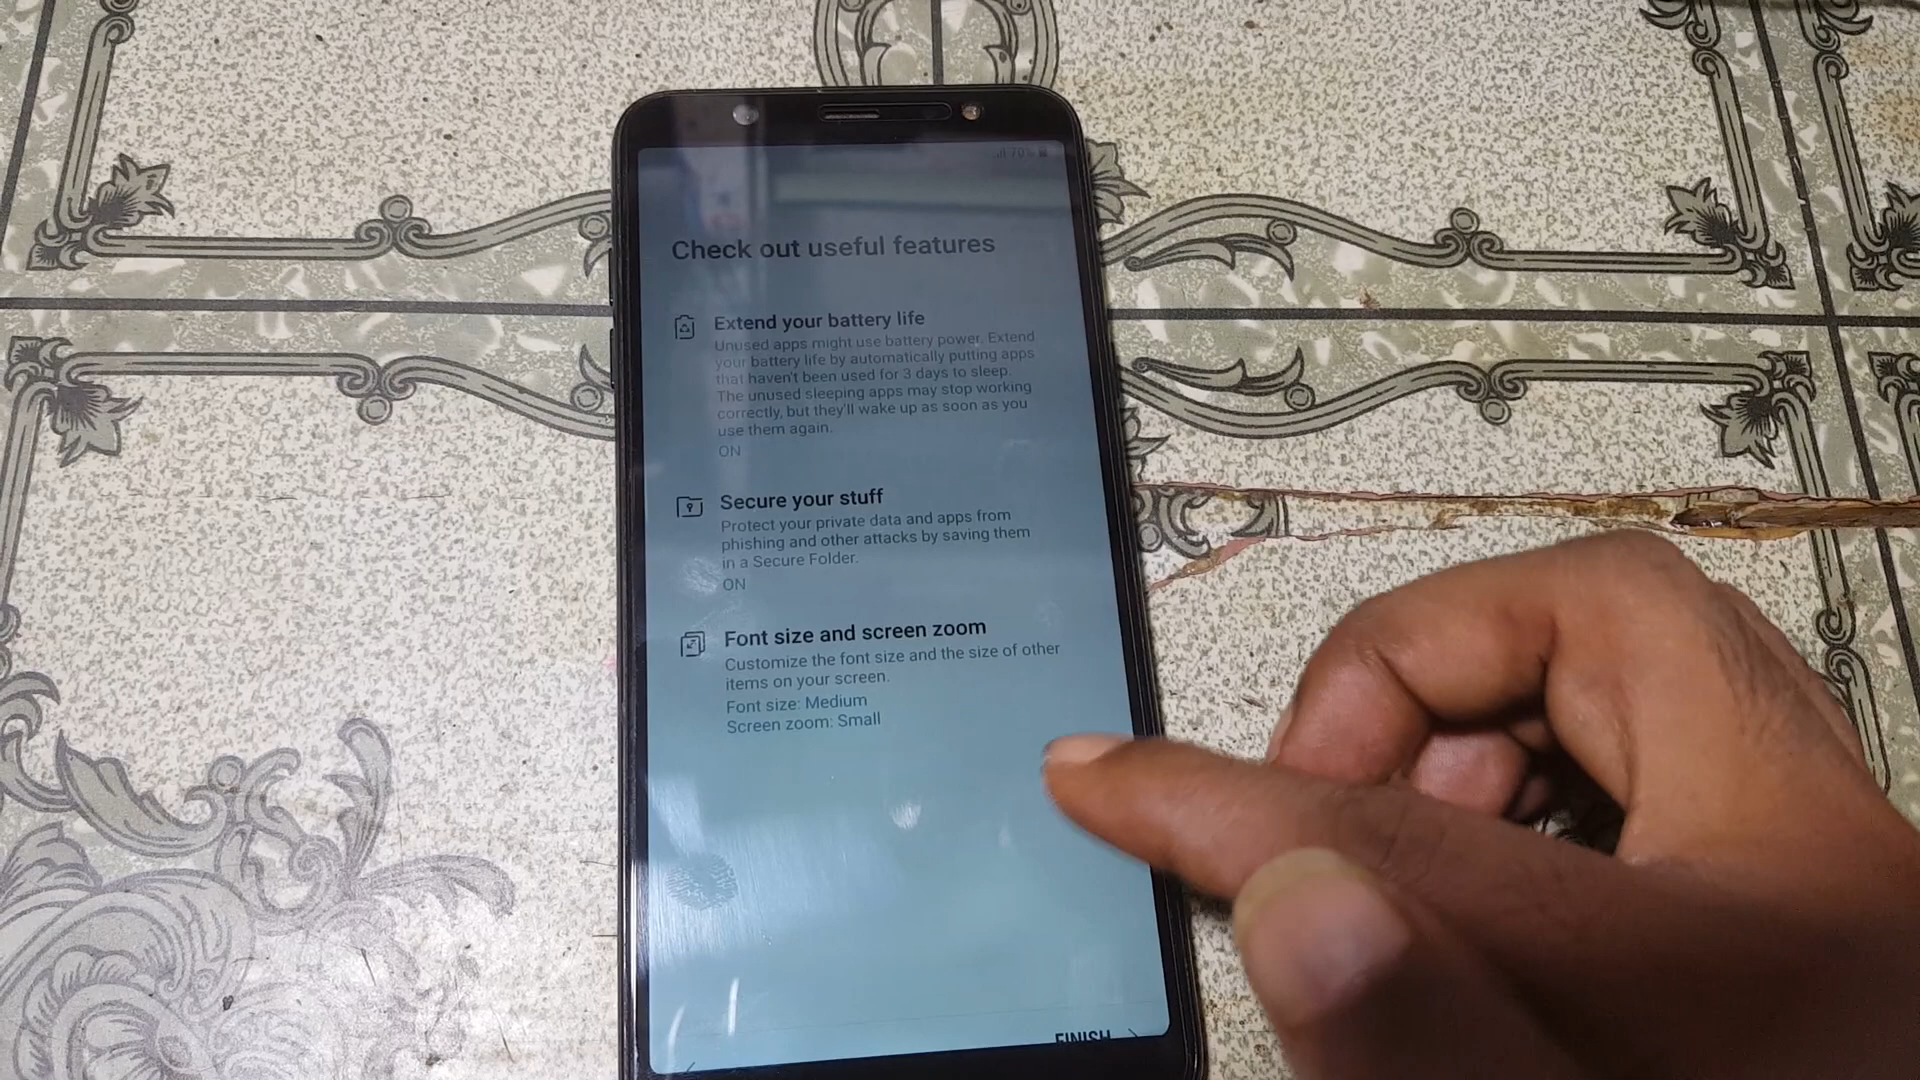 70%
Check out useful features
Extend your battery life
Unused apps might use battery power. Extend
your battery life by automatically putting apps
that haven't been used for 3 days to sleep.
The unused sleeping apps may stop working
correctly, but they'll wake up as soon as you
use them again.
ON
Secure your stuff
Protect your private data and apps from
phishing and other attacks by saving them
in a Secure Folder.
ON
Font size and screen zoom
Customize the font size and the size of other
items on your screen.
Font size: Medium
Screen zoom: Small
FINISH